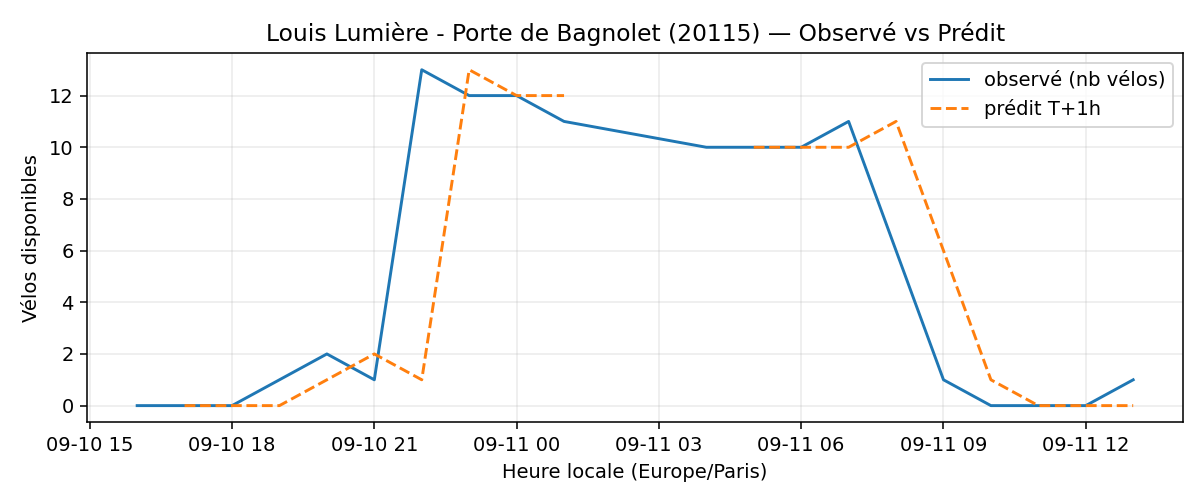 Louis Lumière - Porte de Bagnolet (20115) — Observé vs Prédit
observé (nb vélos)
prédit T+1h
Vélos disponibles
12
10
8
6
4
2
0
09-10 15 09-10 18 09-10 21 09-11 00 09-11 03 09-11 06 09-11 09 09-11 12
Heure locale (Europe/Paris)